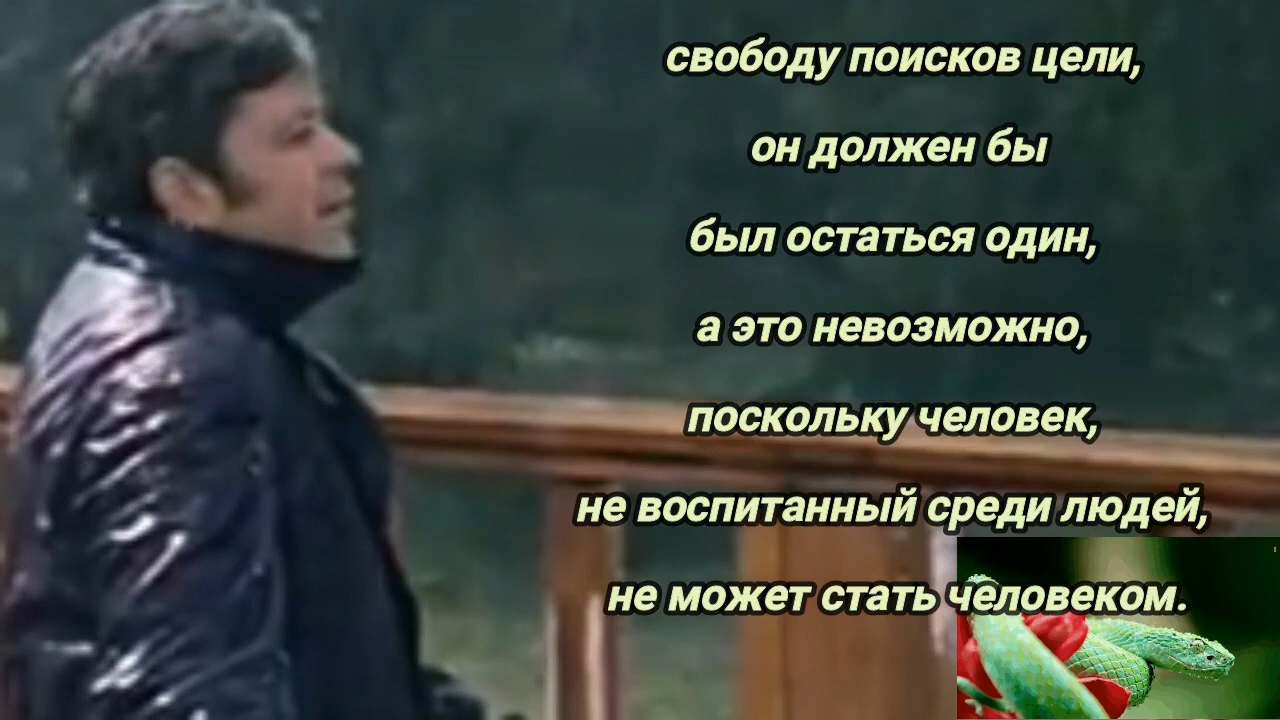 свободу поисков цели,
он должен бы
был остаться один,
а это невозможно,
поскольку человек,
не воспитанный среди людей,
не может стать человеком.